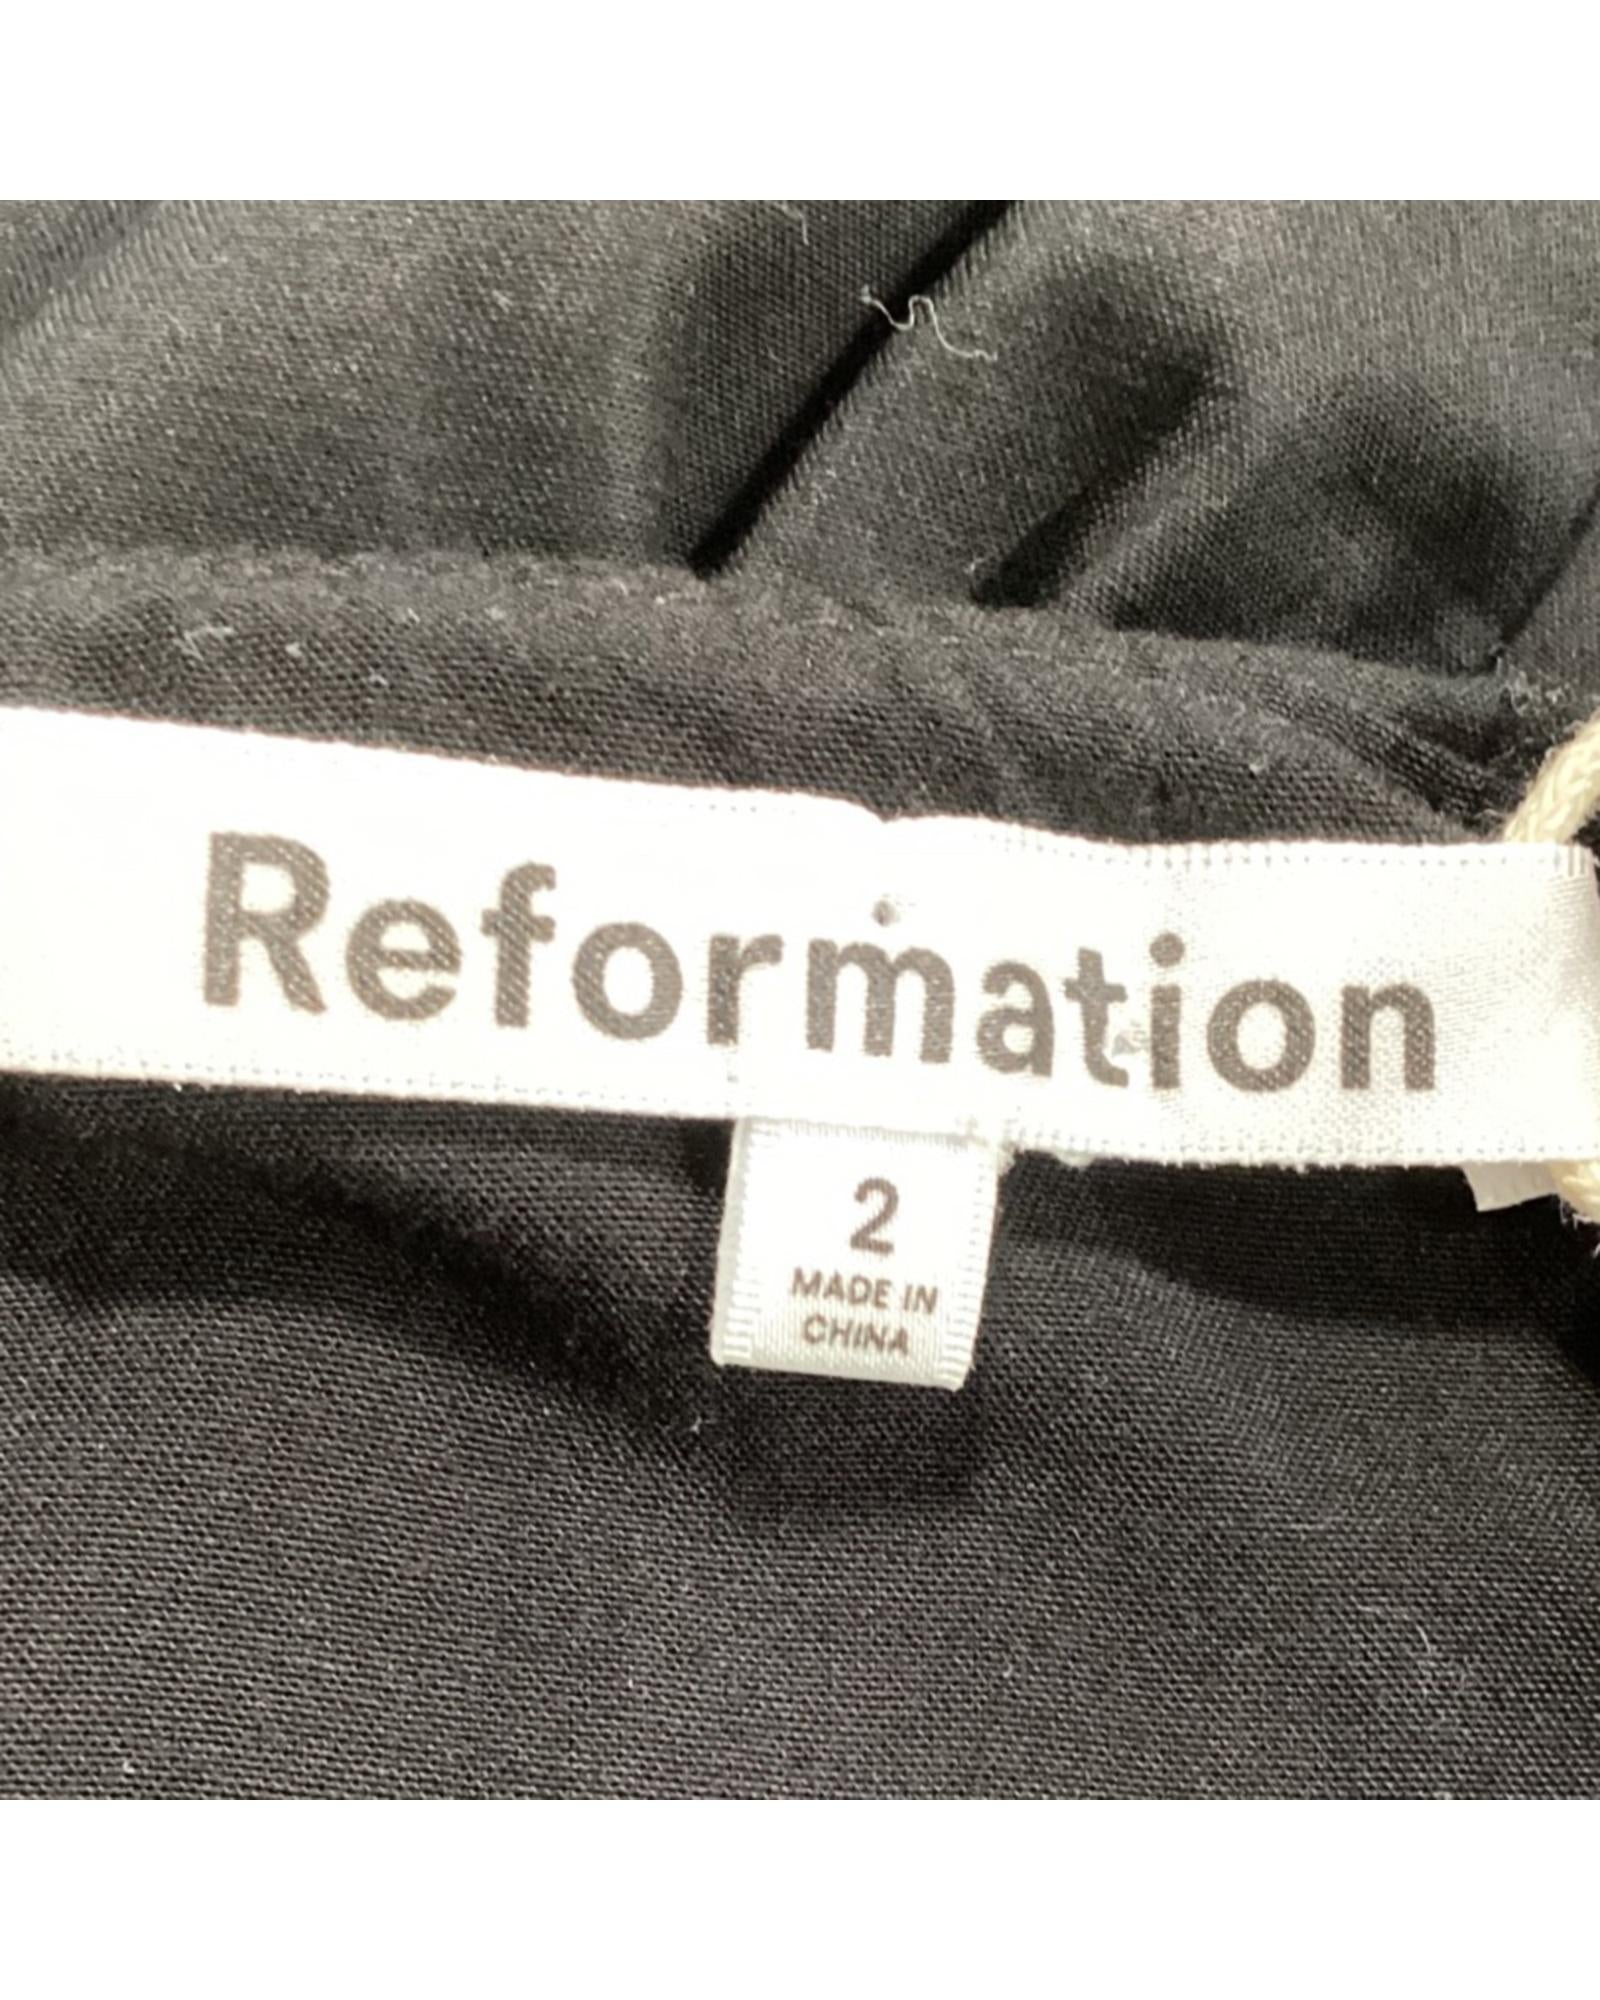 Reformation
2
MADE IN
CHINA